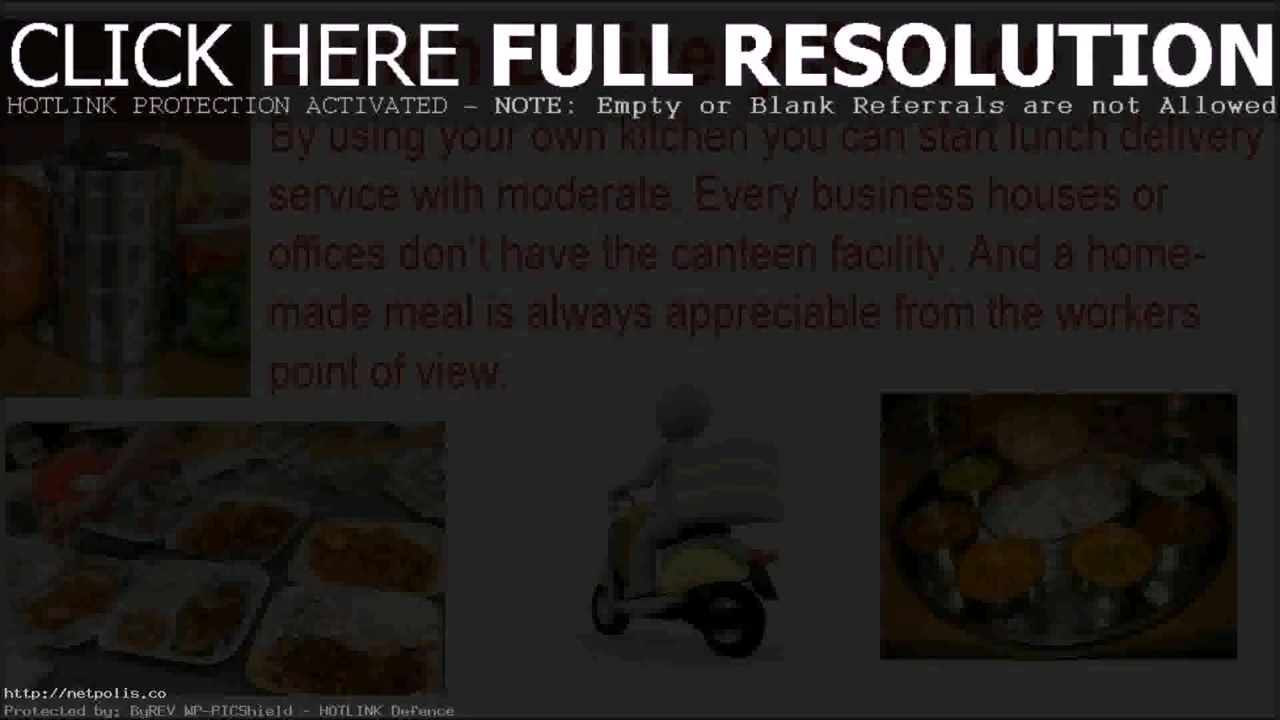 CLICK HERE FULL RESOLUTION
HOTLINK PROTECTION ACTIVATED - NOTE: Empty or Blank Referrals are not Allowed
By using your own kitchen you can start lunch delivery
service with moderate. Every business houses or
offices don't have the canteen facility. And a home-
made meal is always appreciable from the workers
point of view.
http://netpolis.co
Protected by: ByREV WP-PICShield - HOTLINK Defence